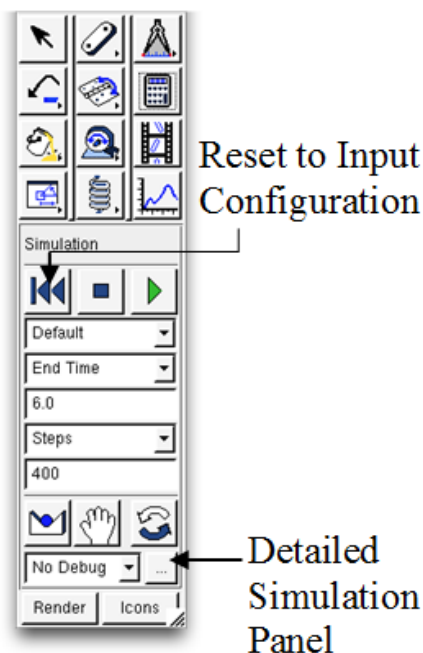 Reset to Input
Configuration
Simulation
Default
End Time
6.0
Steps
400
No Debug
...
Detailed
Simulation
Panel
Render
Icons